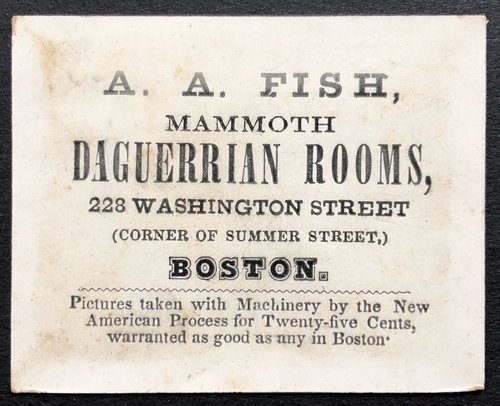 A. A. FISH,
MAMMOTH
DAGUERRIAN ROOMS,
228 WASHINGTON STREET
(CORNER OF SUMMER STREET,)
BOSTON.
Pictures taken with Machinery by the New
American Process for Twenty-five Cents,
warranted as good as any in Boston.